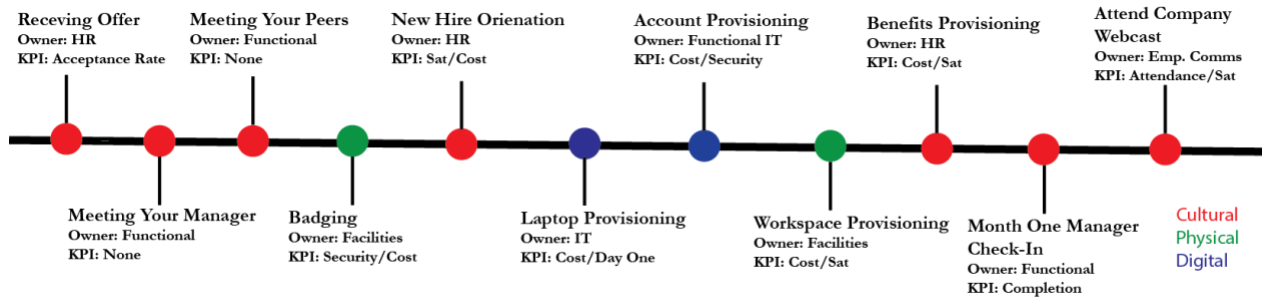 Receving Offer
Owner: HR
KPI: Acceptance Rate
Meeting Your Manager
Owner: Functional
KPI: None
Meeting Your Peers
Owner: Functional
KPI: None
Badging
Owner: Facilities
KPI: Security/Cost
New Hire Orienation
Owner: HR
KPI: Sat/Cost
Laptop Provisioning
Owner: IT
KPI: Cost/Day One
Account Provisioning
Owner: Functional IT
KPI: Cost/Security
Workspace Provisioning
Owner: Facilities
KPI: Cost/Sat
Benefits Provisioning
Owner: HR
KPI: Cost/Sat
Month One Manager
Check-In
Owner: Functional
KPI: Completion
Attend Company
Webcast
Owner: Emp. Comms
KPI: Attendance/Sat
Cultural
Physical
Digital